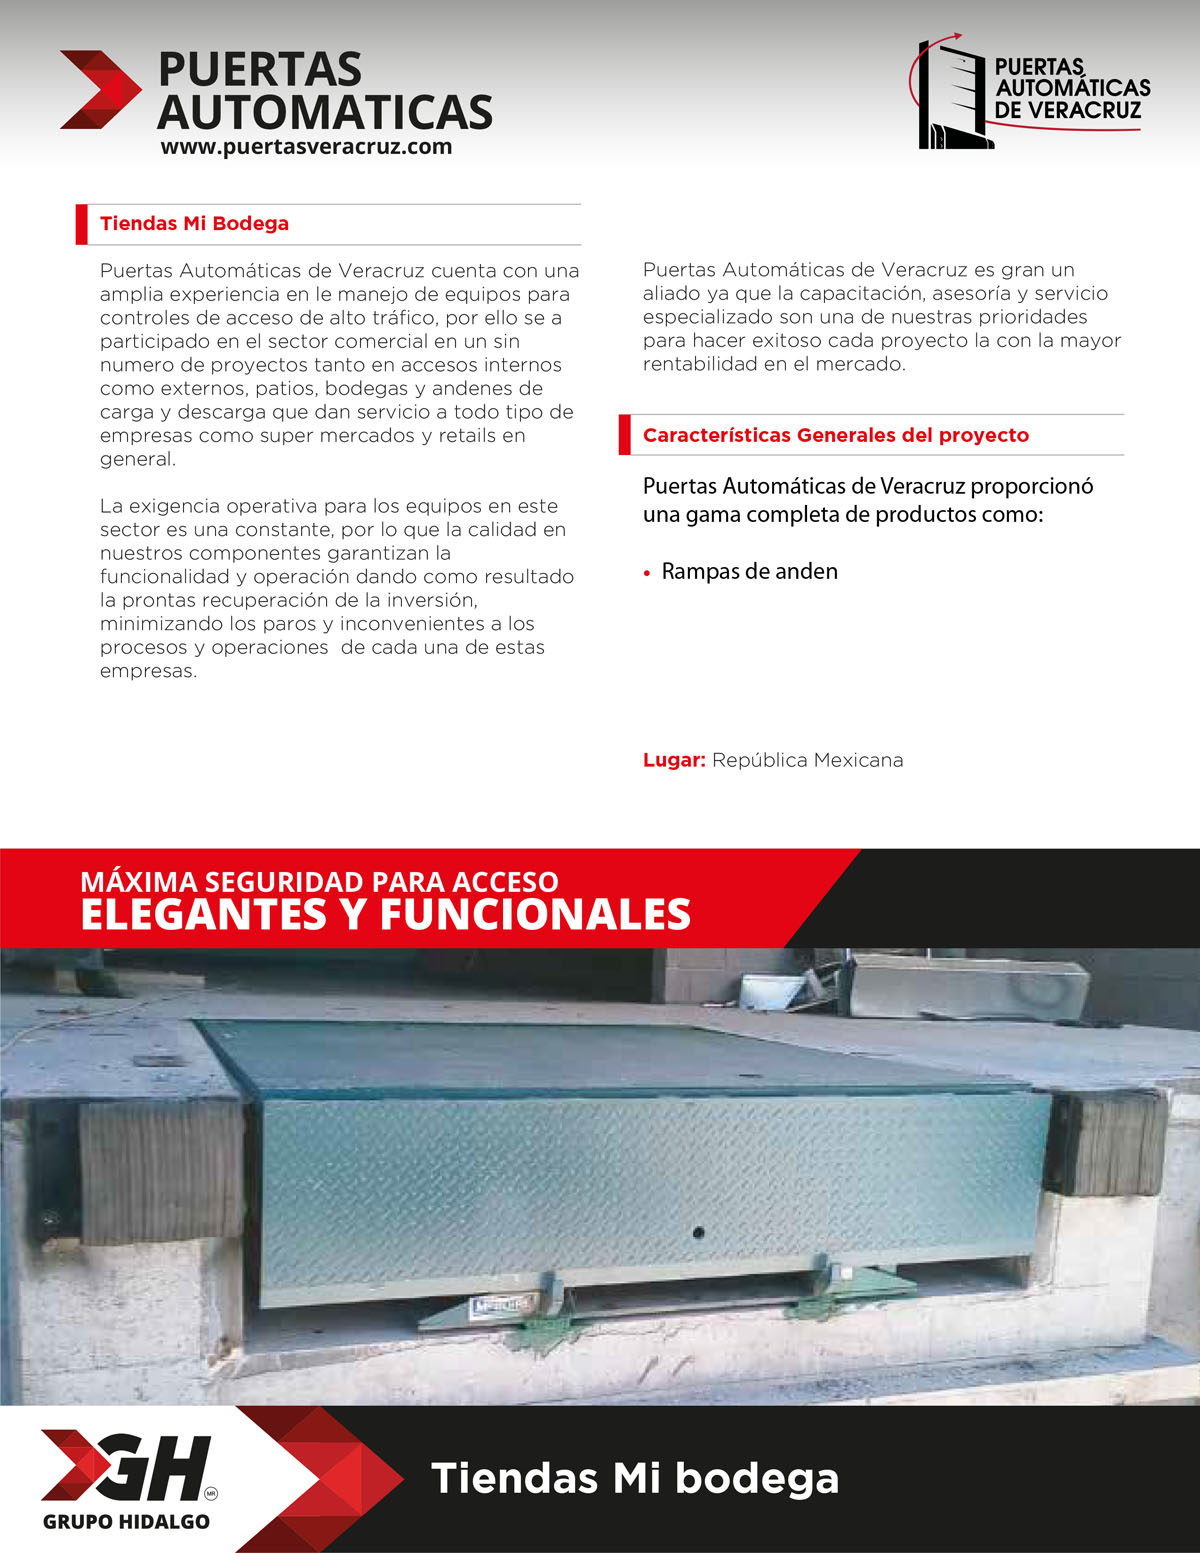 PUERTAS
AUTOMATICAS
www.puertasveracruz.com
PUERTAS
AUTOMÁTICAS
DE VERACRUZ
Tiendas Mi Bodega
Puertas Automáticas de Veracruz cuenta con una
amplia experiencia en le manejo de equipos para
controles de acceso de alto tráfico, por ello se a
participado en el sector comercial en un sin
numero de proyectos tanto en accesos internos
como externos, patios, bodegas y andenes de
carga y descarga que dan servicio a todo tipo de
empresas como super mercados y retails en
general.
La exigencia operativa para los equipos en este
sector es una constante, por lo que la calidad en
nuestros componentes garantizan la
funcionalidad y operación dando como resultado
la prontas recuperación de la inversión,
minimizando los paros y inconvenientes a los
procesos y operaciones  de cada una de estas
empresas.
Puertas Automáticas de Veracruz es gran un
aliado ya que la capacitación, asesoría y servicio
especializado son una de nuestras prioridades
para hacer exitoso cada proyecto la con la mayor
rentabilidad en el mercado.
Características Generales del proyecto
Puertas Automáticas de Veracruz proporcionó
una gama completa de productos como:
• Rampas de anden
Lugar: República Mexicana
MÁXIMA SEGURIDAD PARA ACCESO
ELEGANTES Y FUNCIONALES
GH
MR
GRUPO HIDALGO
Tiendas Mi bodega